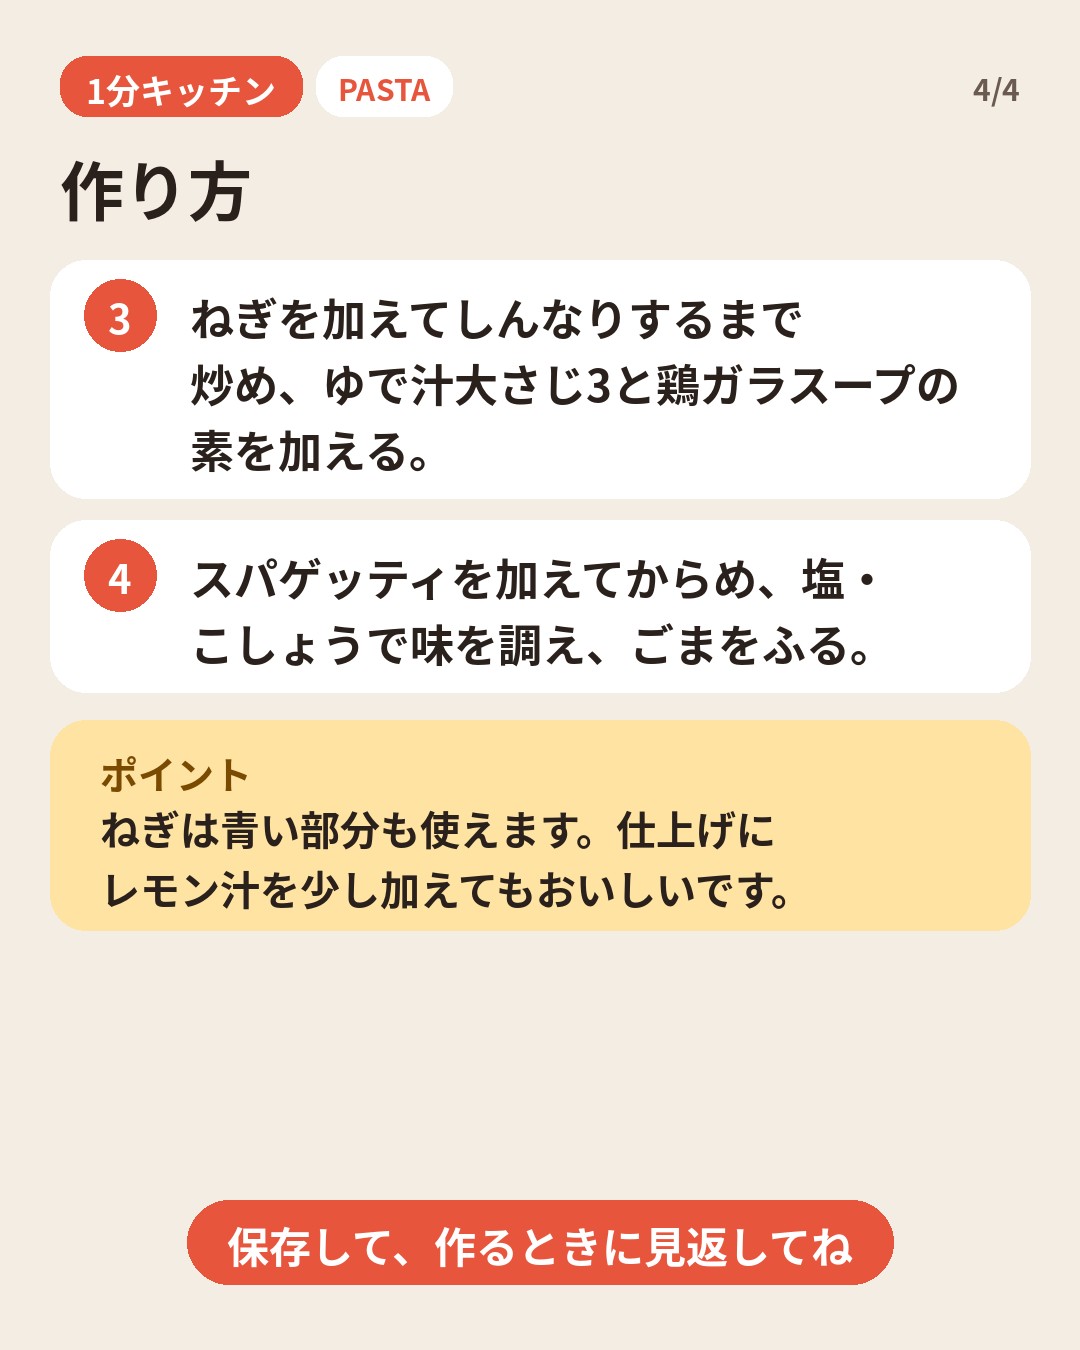 1分キッチン PASTA 4/4
作り方
3 ねぎを加えてしんなりするまで
炒め、ゆで汁大さじ3と鶏ガラスープの
素を加える。
4 スパゲッティを加えてからめ、塩・
こしょうで味を調え、ごまをふる。
ポイント
ねぎは青い部分も使えます。仕上げに
レモン汁を少し加えてもおいしいです。
保存して、作るときに見返してね